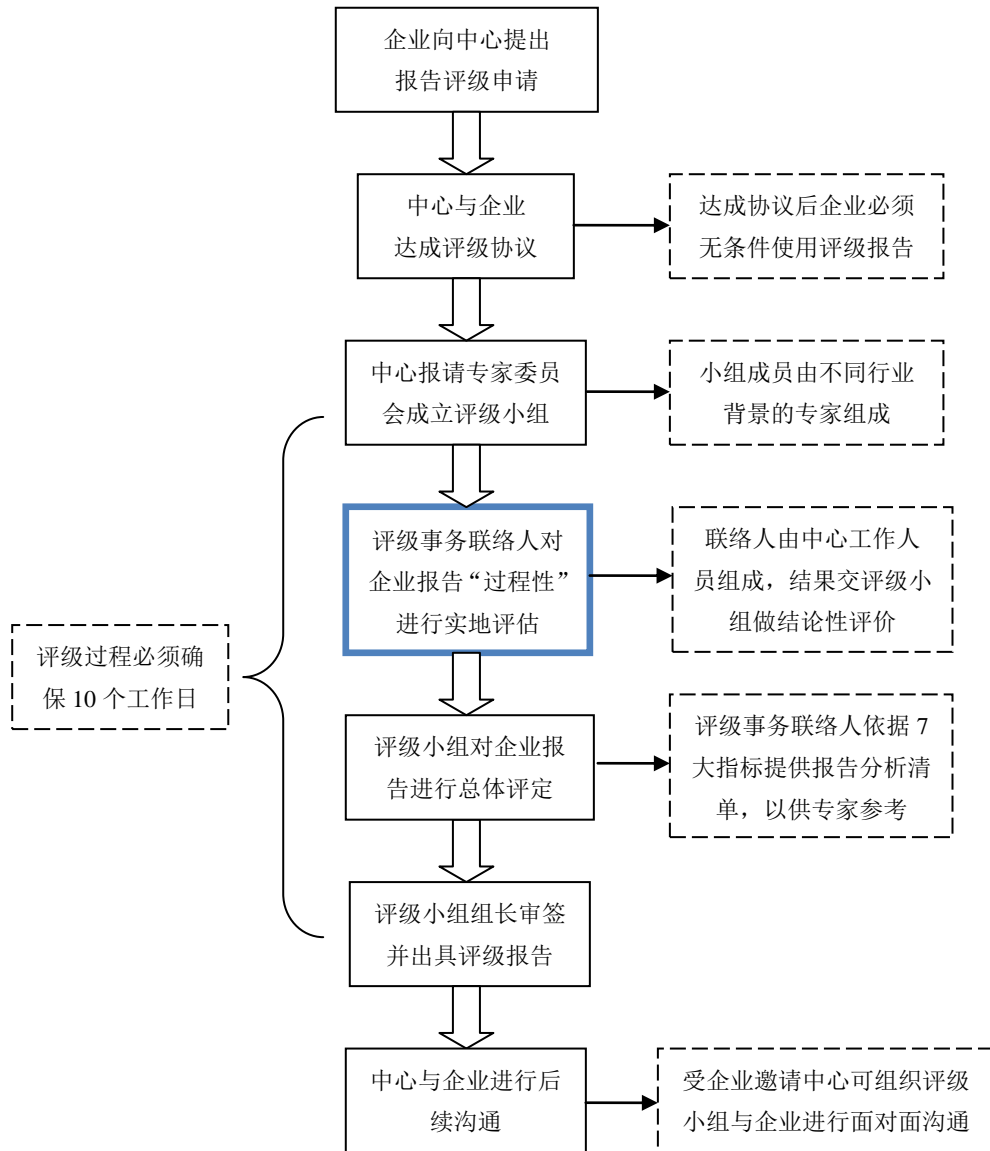 企业向中心提出
报告评级申请
中心与企业
达成评级协议
达成协议后企业必须
无条件使用评级报告
中心报请专家委员
会成立评级小组
小组成员由不同行业
背景的专家组成
评级事务联络人对
企业报告“过程性”
进行实地评估
联络人由中心工作人
员组成，结果交评级小
组做结论性评价
评级过程必须确
保 10 个工作日
评级小组对企业报
告进行总体评定
评级事务联络人依据 7
大指标提供报告分析清
单，以供专家参考
评级小组组长审签
并出具评级报告
中心与企业进行后
续沟通
受企业邀请中心可组织评级
小组与企业进行面对面沟通